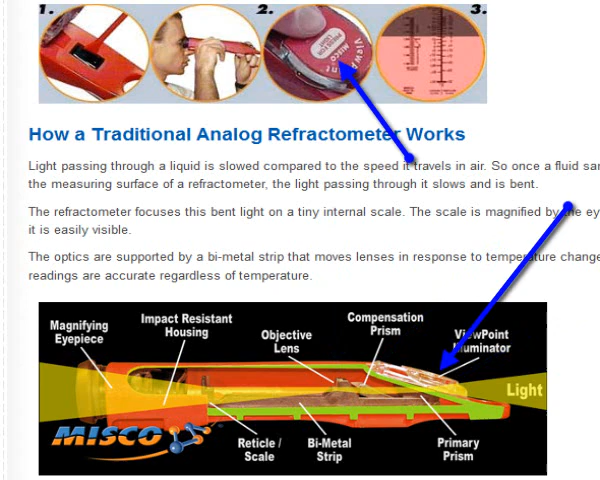 1. 2. 3.
ViewPoint
MISCO
How a Traditional Analog Refractometer Works
Light passing through a liquid is slowed compared to the speed it travels in air. So once a fluid sa
the measuring surface of a refractometer, the light passing through it slows and is bent.
The refractometer focuses this bent light on a tiny internal scale. The scale is magnified by the ey
it is easily visible.
The optics are supported by a bi-metal strip that moves lenses in response to temperature change
readings are accurate regardless of temperature.
Magnifying
Eyepiece
Impact Resistant
Housing
Objective
Lens
Compensation
Prism
ViewPoint
Illuminator
Light
MISCO
Reticle /
Scale
Bi-Metal
Strip
Primary
Prism